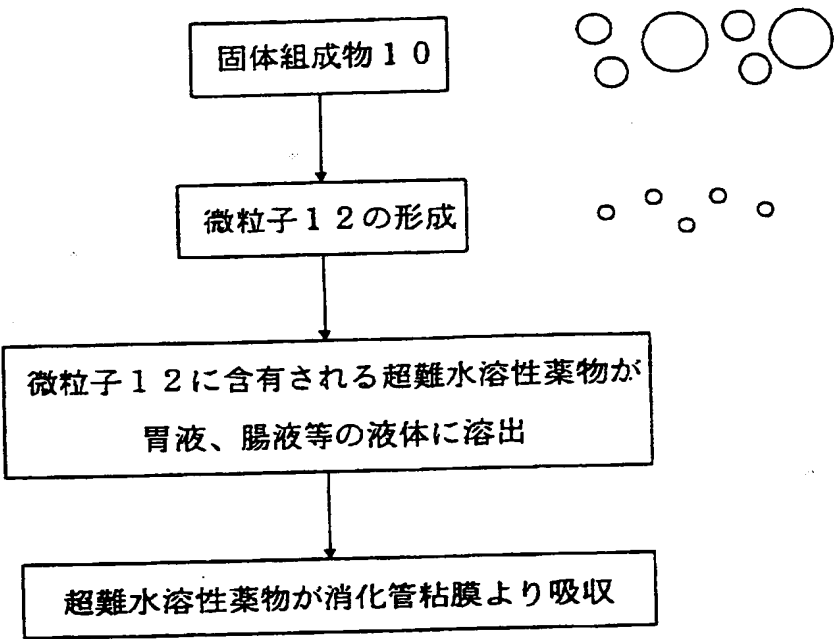 固体組成物１０
微粒子１２の形成
微粒子１２に含有される超難水溶性薬物が
胃液、腸液等の液体に溶出
超難水溶性薬物が消化管粘膜より吸収